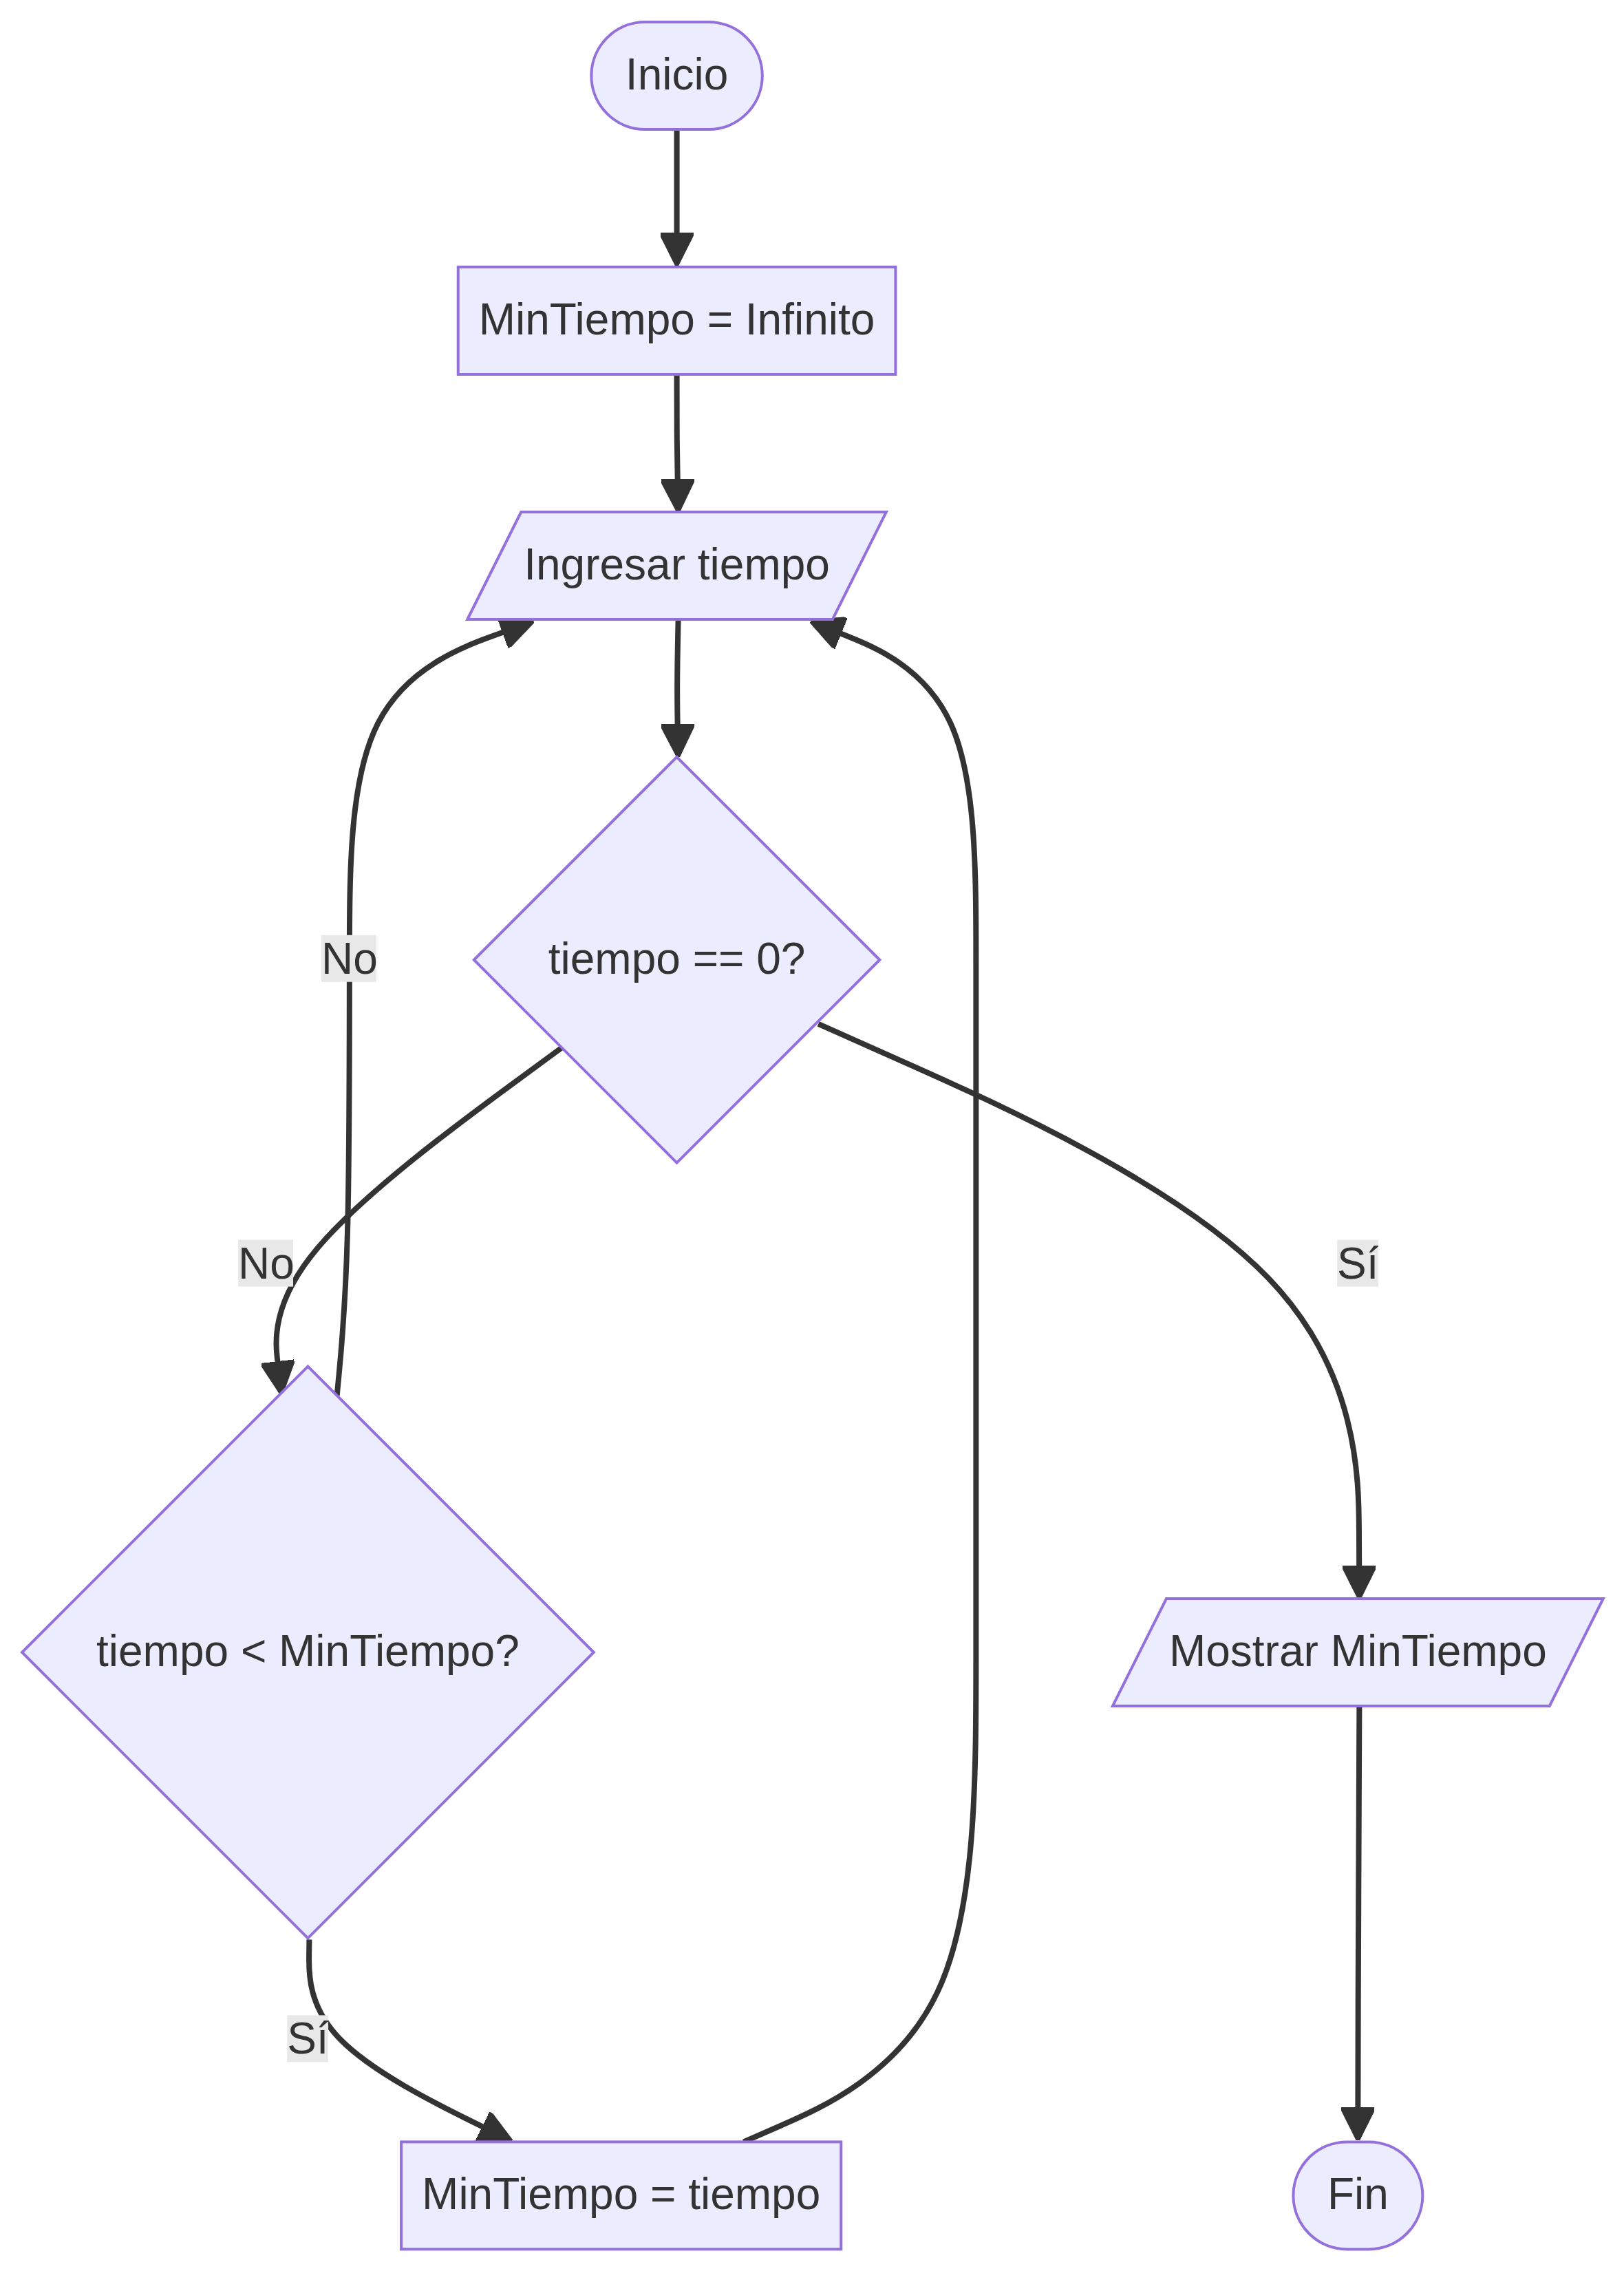 Inicio
MinTiempo = Infinito
Ingresar tiempo
No
tiempo == 0?
No
Sí
tiempo < MinTiempo?
Mostrar MinTiempo
Sí
MinTiempo = tiempo
Fin